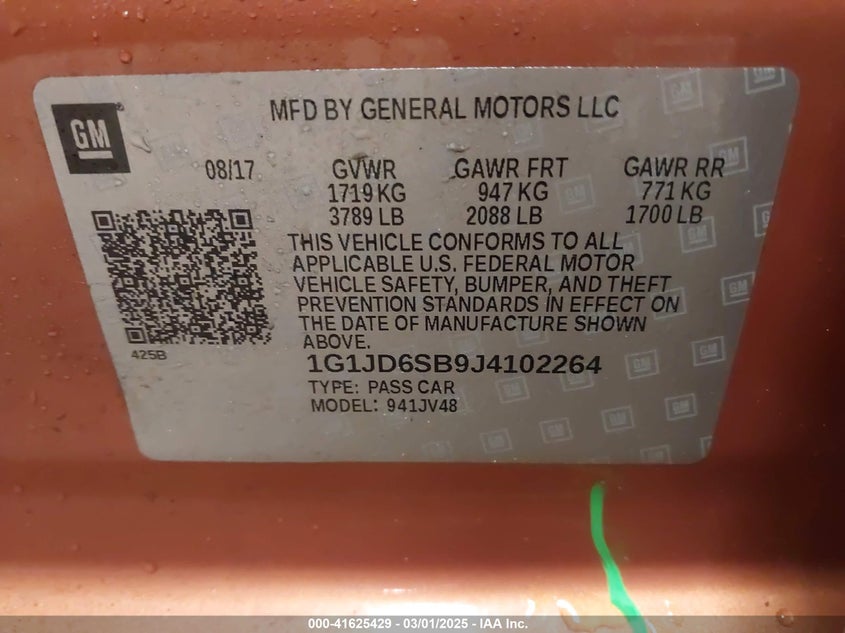 GM
MFD BY GENERAL MOTORS LLC
08/17 GVWR GAWR FRT GAWR RR
1719 KG 947 KG 771 KG
3789 LB 2088 LB 1700 LB
THIS VEHICLE CONFORMS TO ALL
APPLICABLE U.S. FEDERAL MOTOR
VEHICLE SAFETY, BUMPER, AND THEFT
PREVENTION STANDARDS IN EFFECT ON
THE DATE OF MANUFACTURE SHOWN
ABOVE.
425B
1G1JD6SB9J4102264
TYPE: PASS CAR
MODEL: 941JV48
000-41625429 — 03/01/2025 — IAA Inc.